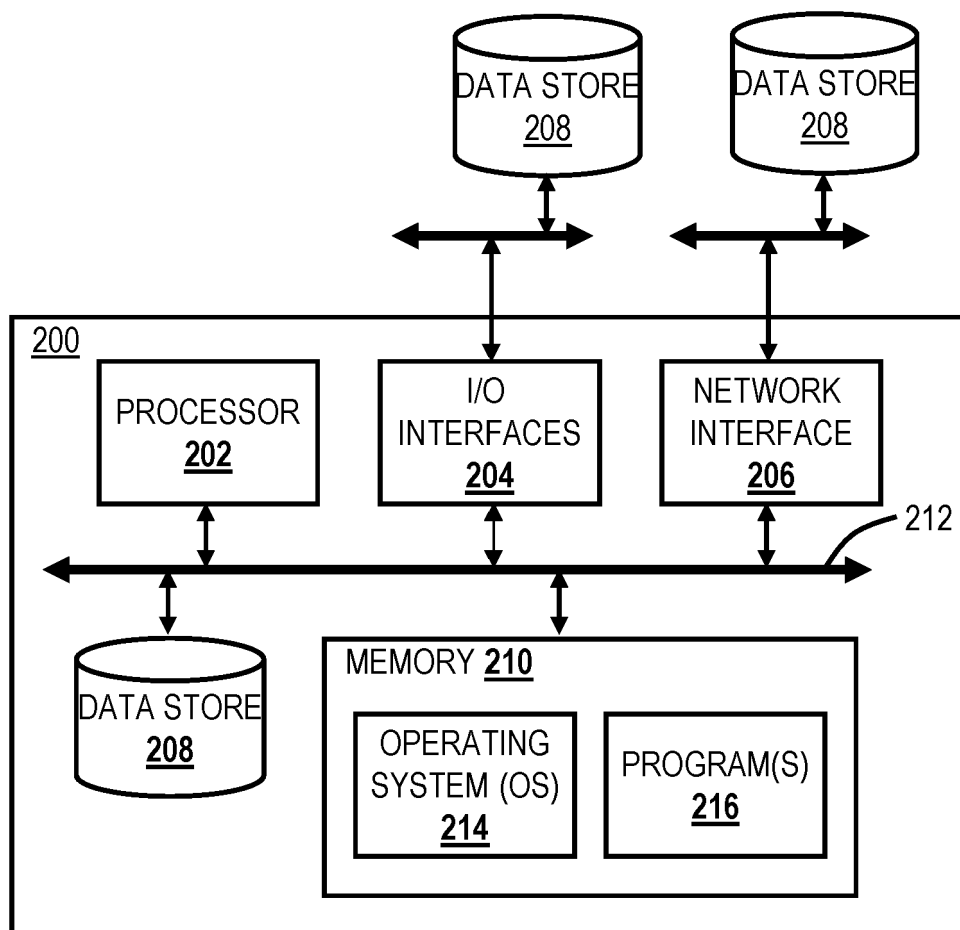 DATA STORE
208
DATA STORE
208
200
PROCESSOR
202
I/O
INTERFACES
204
NETWORK
INTERFACE
206
212
DATA STORE
208
MEMORY 210
OPERATING
SYSTEM (OS)
214
PROGRAM(S)
216